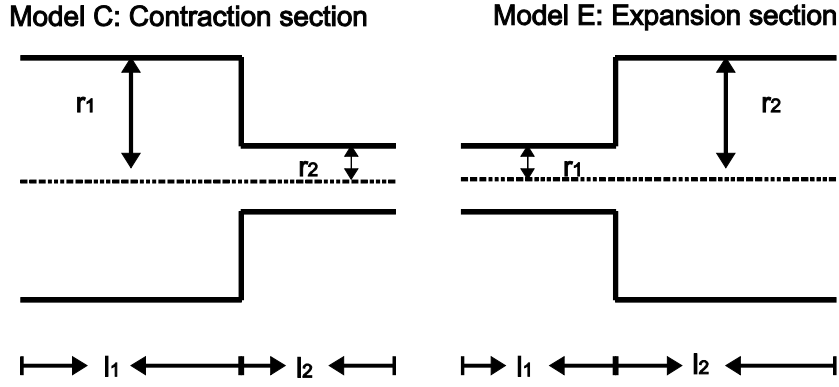 Model C: Contraction section
Model E: Expansion section
r1
r2
r2
r1
l1
l2
l1
l2